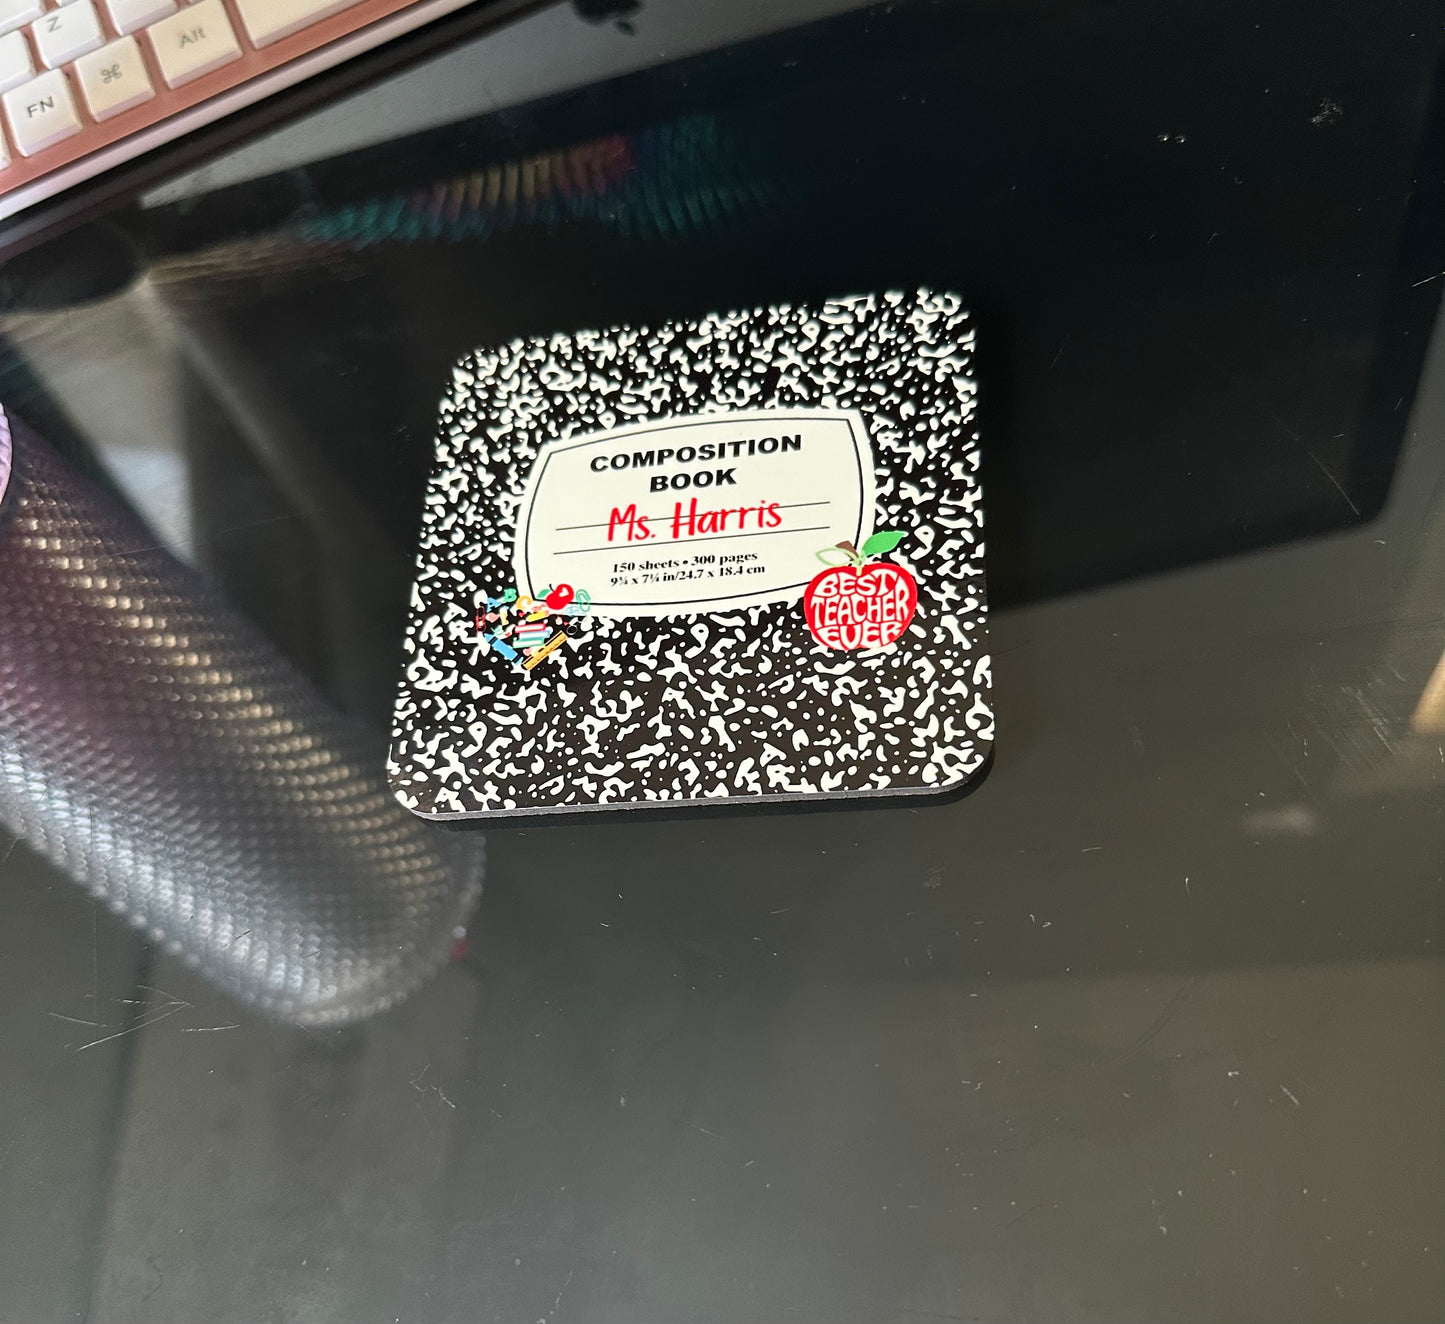 Z
Alt
⌘
FN
COMPOSITION
BOOK
Ms. Harris
150 sheets • 300 pages
9¾ x 7¼ in/24.7 x 18.4 cm
BEST
TEACHER
EVER